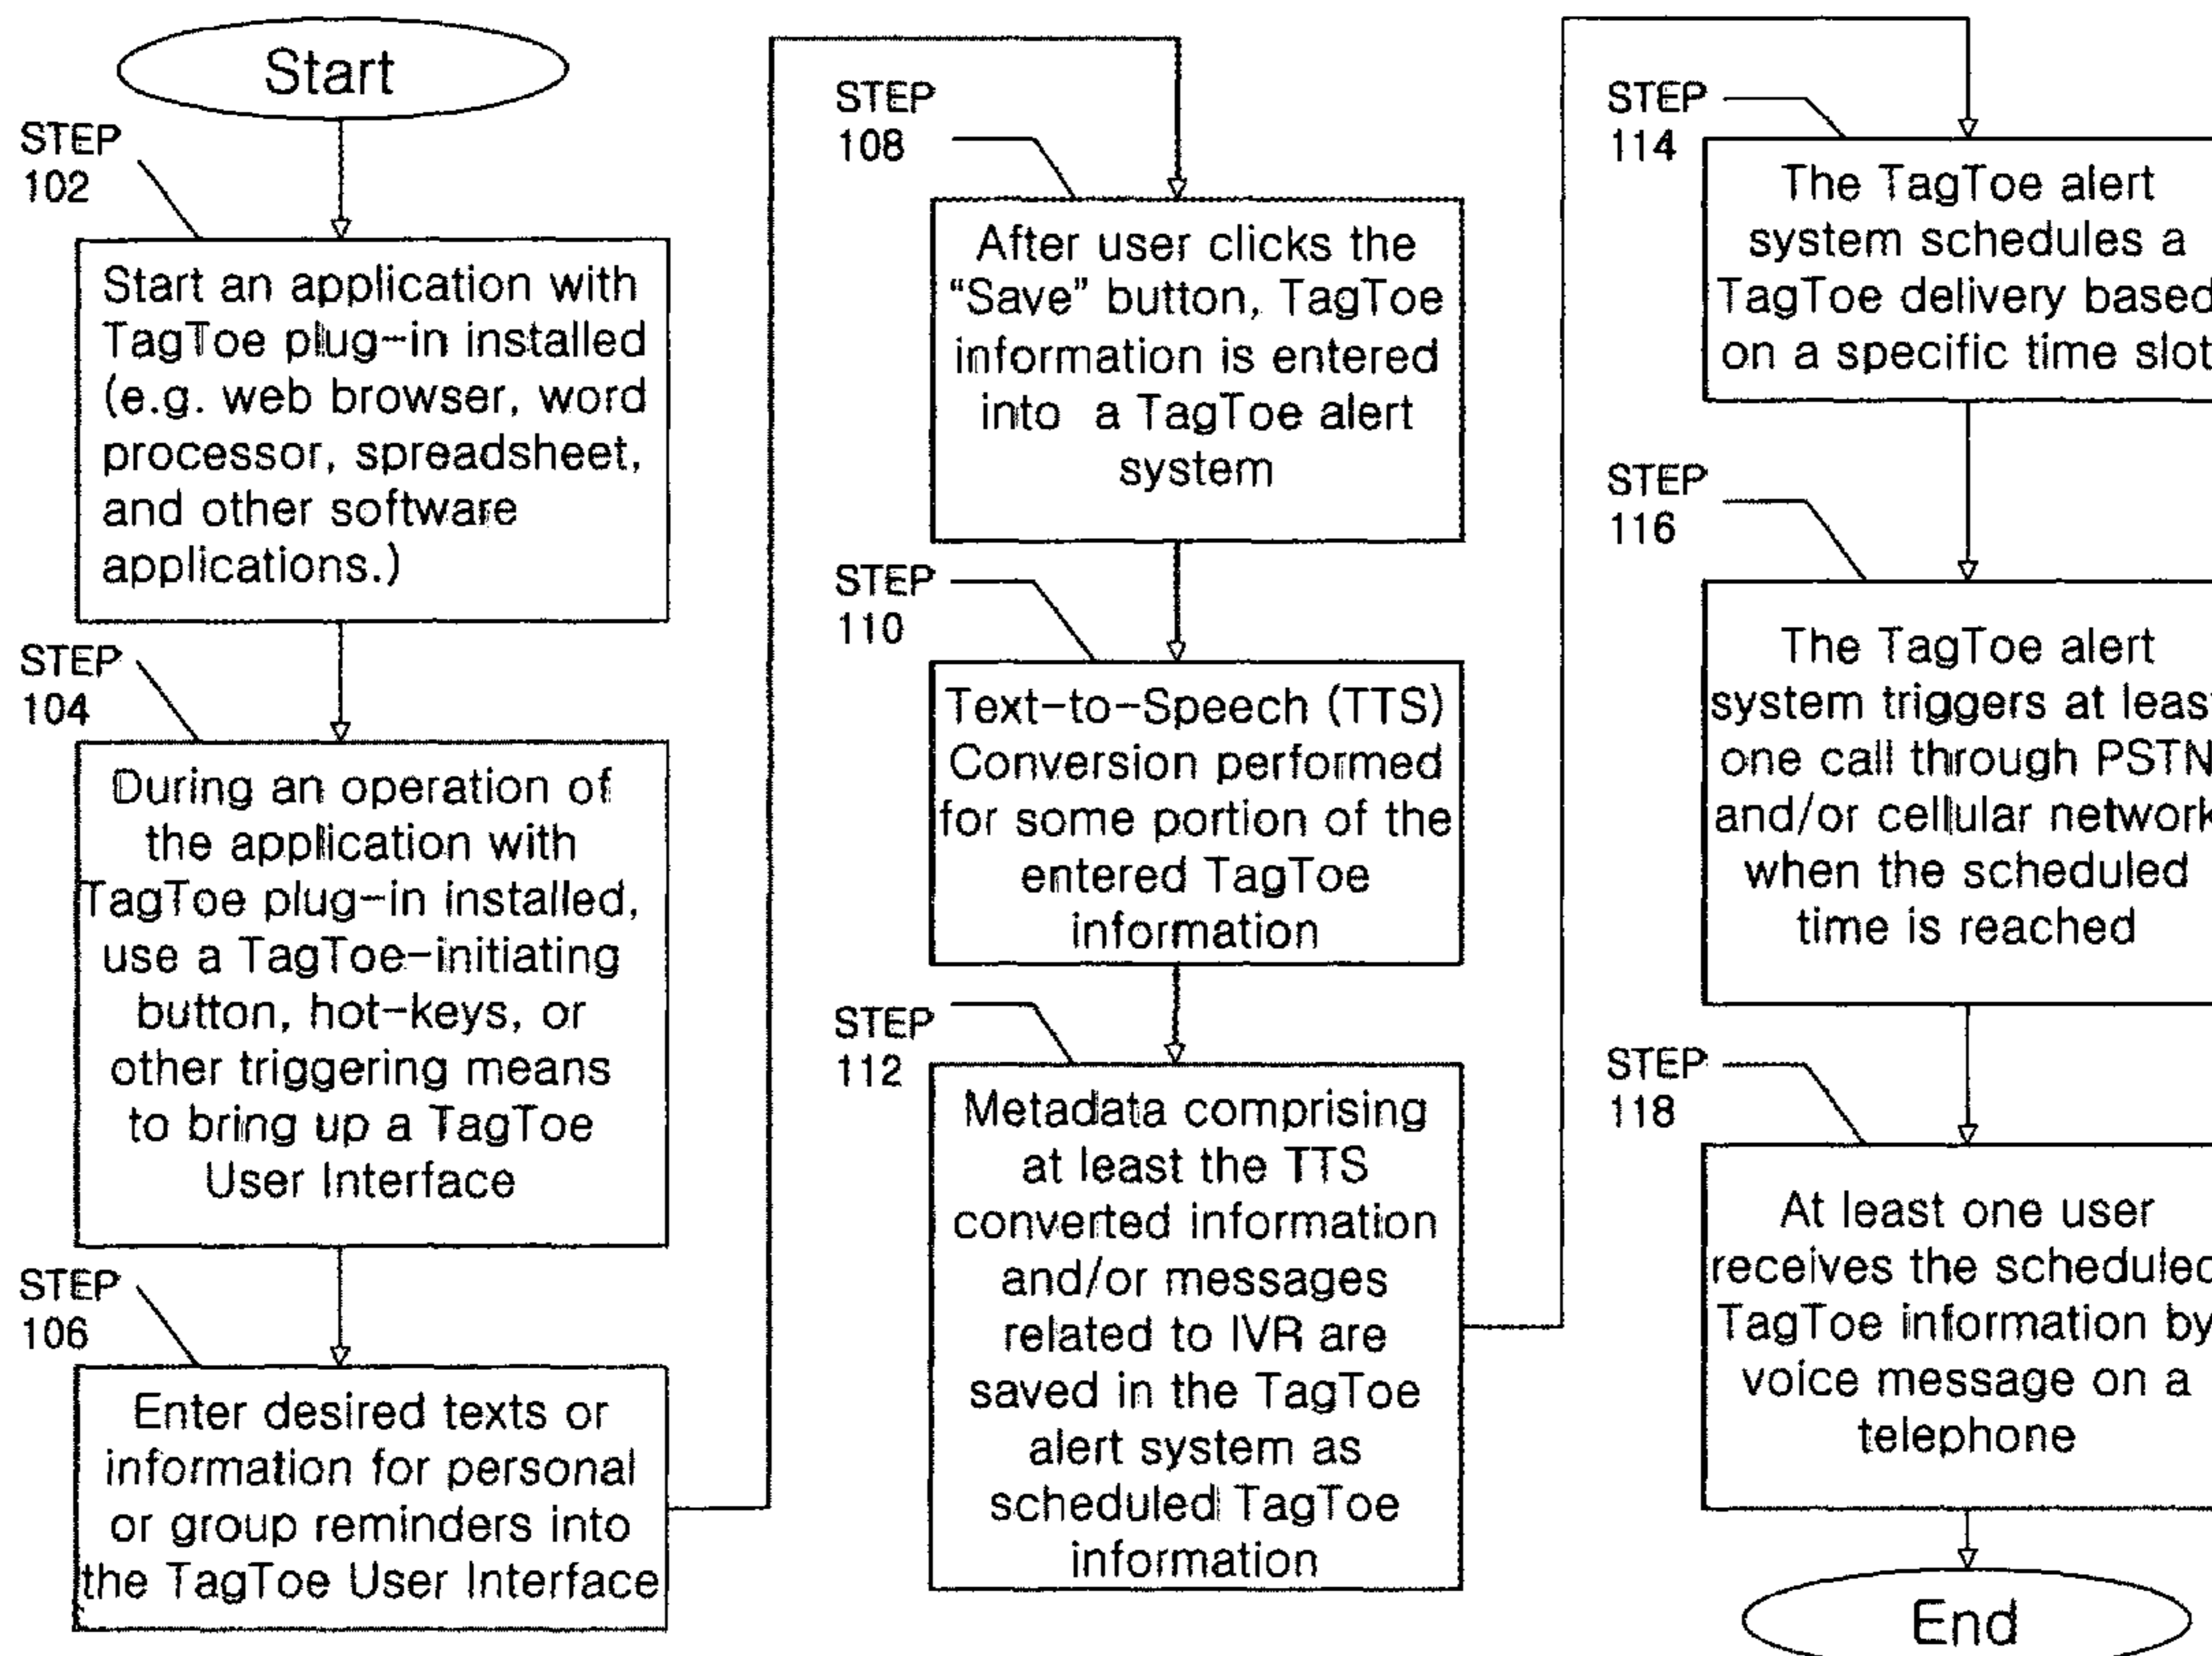 Start
STEP
102
Start an application with
TagToe plug-in installed
(e.g. web browser, word
processor, spreadsheet,
and other software
applications.)
STEP
104
During an operation of
the application with
TagToe plug-in installed,
use a TagToe-initiating
button, hot-keys, or
other triggering means
to bring up a TagToe
User Interface
STEP
106
Enter desired texts or
information for personal
or group reminders into
the TagToe User Interface
STEP
108
After user clicks the
“Save” button, TagToe
information is entered
into a TagToe alert
system
STEP
110
Text-to-Speech (TTS)
Conversion performed
for some portion of the
entered TagToe
information
STEP
112
Metadata comprising
at least the TTS
converted information
and/or messages
related to IVR are
saved in the TagToe
alert system as
scheduled TagToe
information
STEP
114
The TagToe alert
system schedules a
TagToe delivery based
on a specific time slot
STEP
116
The TagToe alert
system triggers at least
one call through PSTN
and/or cellular network
when the scheduled
time is reached
STEP
118
At least one user
receives the scheduled
TagToe information by
voice message on a
telephone
End